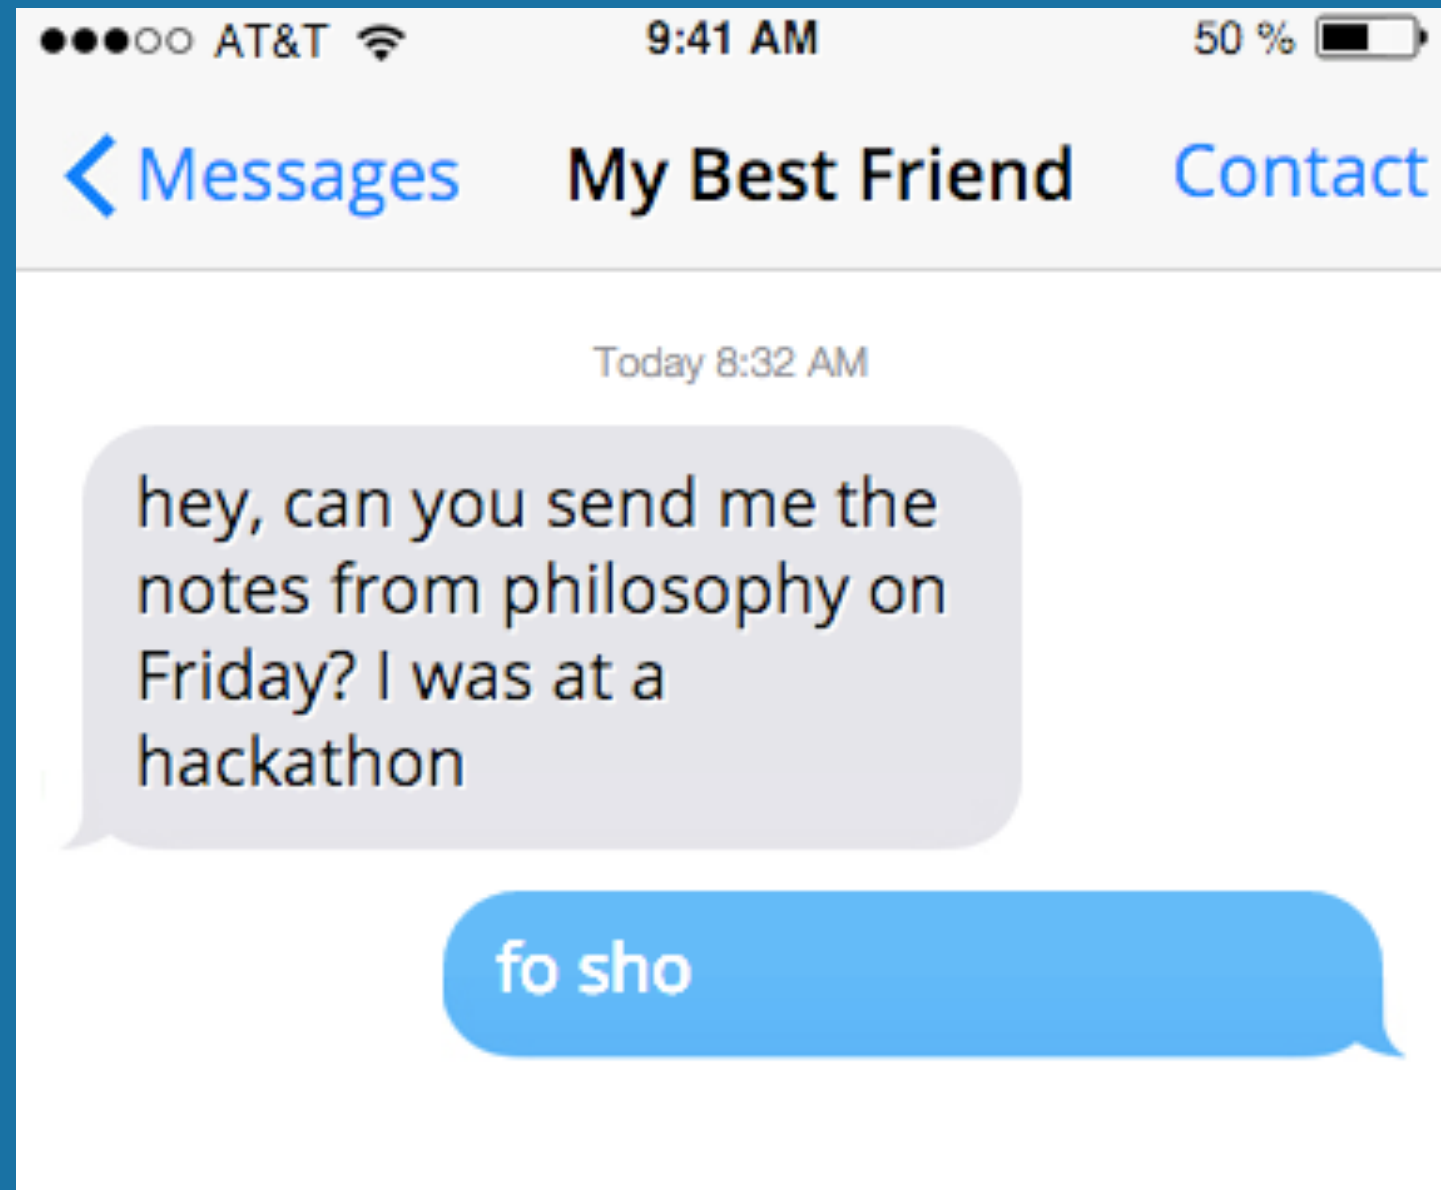 AT&T 9:41 AM 50 %
Messages My Best Friend Contact
Today 8:32 AM
hey, can you send me the
notes from philosophy on
Friday? I was at a
hackathon
fo sho